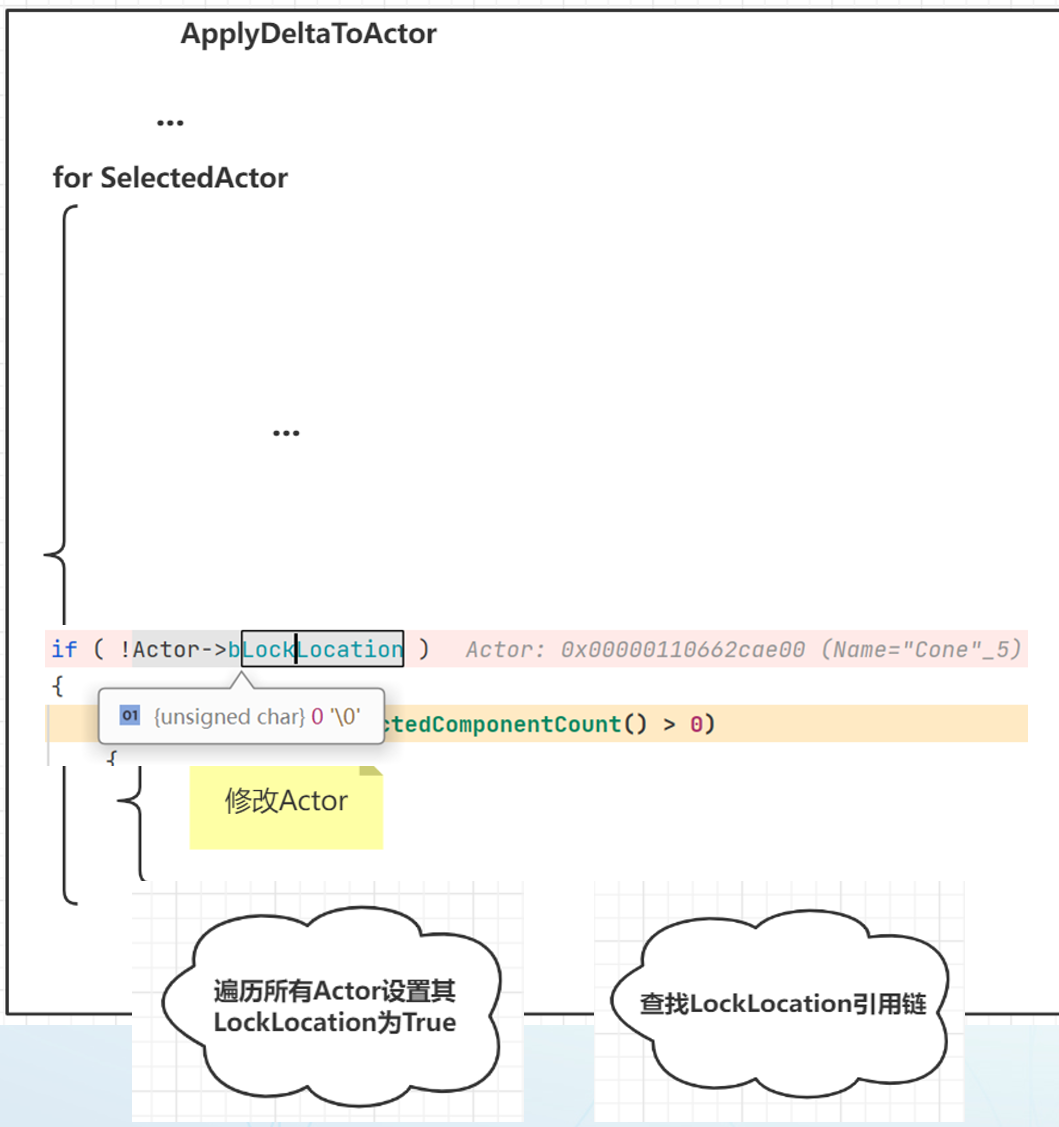 ApplyDeltaToActor
...
for SelectedActor
...
if ( !Actor->bLockLocation ) Actor: 0x00000110662cae00 (Name="Cone"_5)
{
01 {unsigned char} 0 '\0'
ctedComponentCount() > 0)
{
修改Actor
遍历所有Actor设置其
LockLocation为True
查找LockLocation引用链